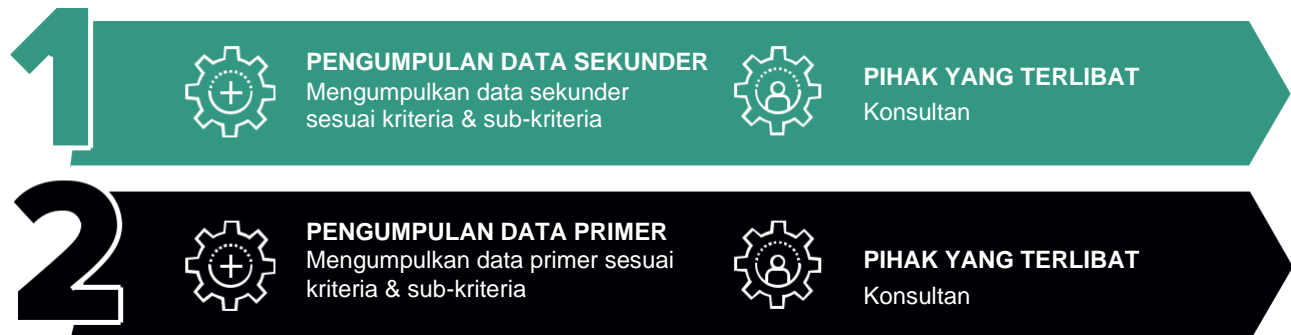 1
PENGUMPULAN DATA SEKUNDER
Mengumpulkan data sekunder
sesuai kriteria & sub-kriteria
PIHAK YANG TERLIBAT
Konsultan
2
PENGUMPULAN DATA PRIMER
Mengumpulkan data primer sesuai
kriteria & sub-kriteria
PIHAK YANG TERLIBAT
Konsultan